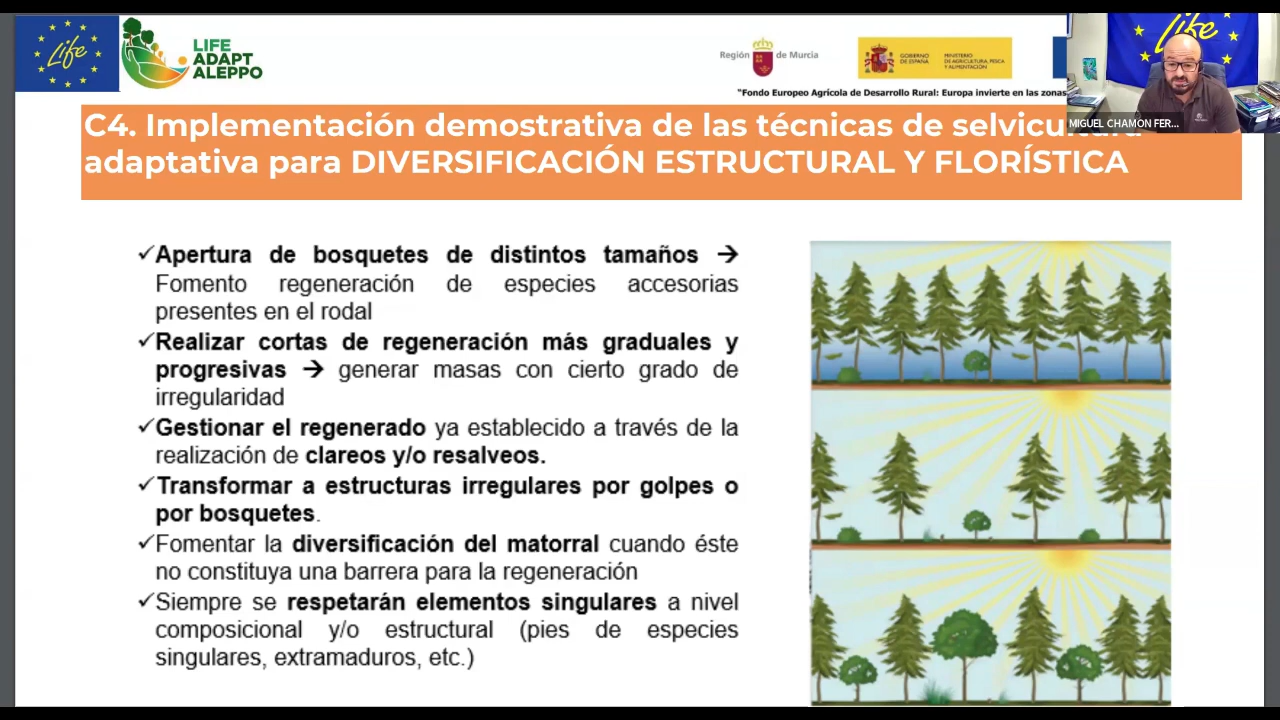 Life
LIFE
ADAPT
ALEPPO
Región de Murcia
GOBIERNO
DE ESPAÑA
MINISTERIO
DE AGRICULTURA, PESCA
Y ALIMENTACIÓN
"Fondo Europeo Agrícola de Desarrollo Rural: Europa invierte en las zonas
Life
MIGUEL CHAMON FER...
C4. Implementación demostrativa de las técnicas de selvicultura
adaptativa para DIVERSIFICACIÓN ESTRUCTURAL Y FLORÍSTICA
✓Apertura de bosquetes de distintos tamaños →
Fomento regeneración de especies accesorias
presentes en el rodal
✓Realizar cortas de regeneración más graduales y
progresivas → generar masas con cierto grado de
irregularidad
✓Gestionar el regenerado ya establecido a través de la
realización de clareos y/o resalveos.
✓Transformar a estructuras irregulares por golpes o
por bosquetes.
✓Fomentar la diversificación del matorral cuando éste
no constituya una barrera para la regeneración
✓Siempre se respetarán elementos singulares a nivel
composicional y/o estructural (pies de especies
singulares, extramaduros, etc.)